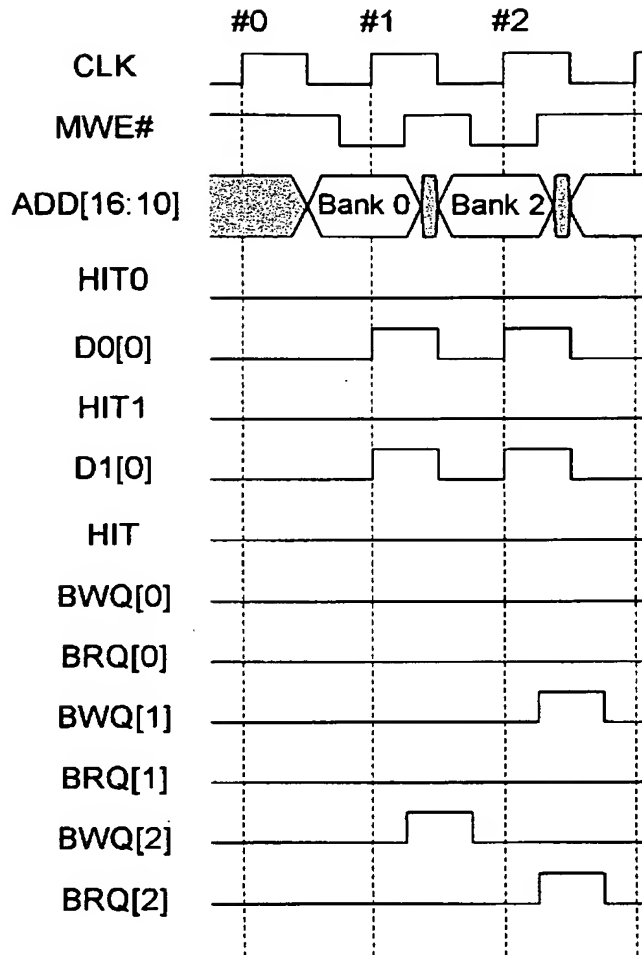 #0 #1 #2
CLK
MWE#
ADD[16:10] Bank 0 Bank 2
HIT0
D0[0]
HIT1
D1[0]
HIT
BWQ[0]
BRQ[0]
BWQ[1]
BRQ[1]
BWQ[2]
BRQ[2]